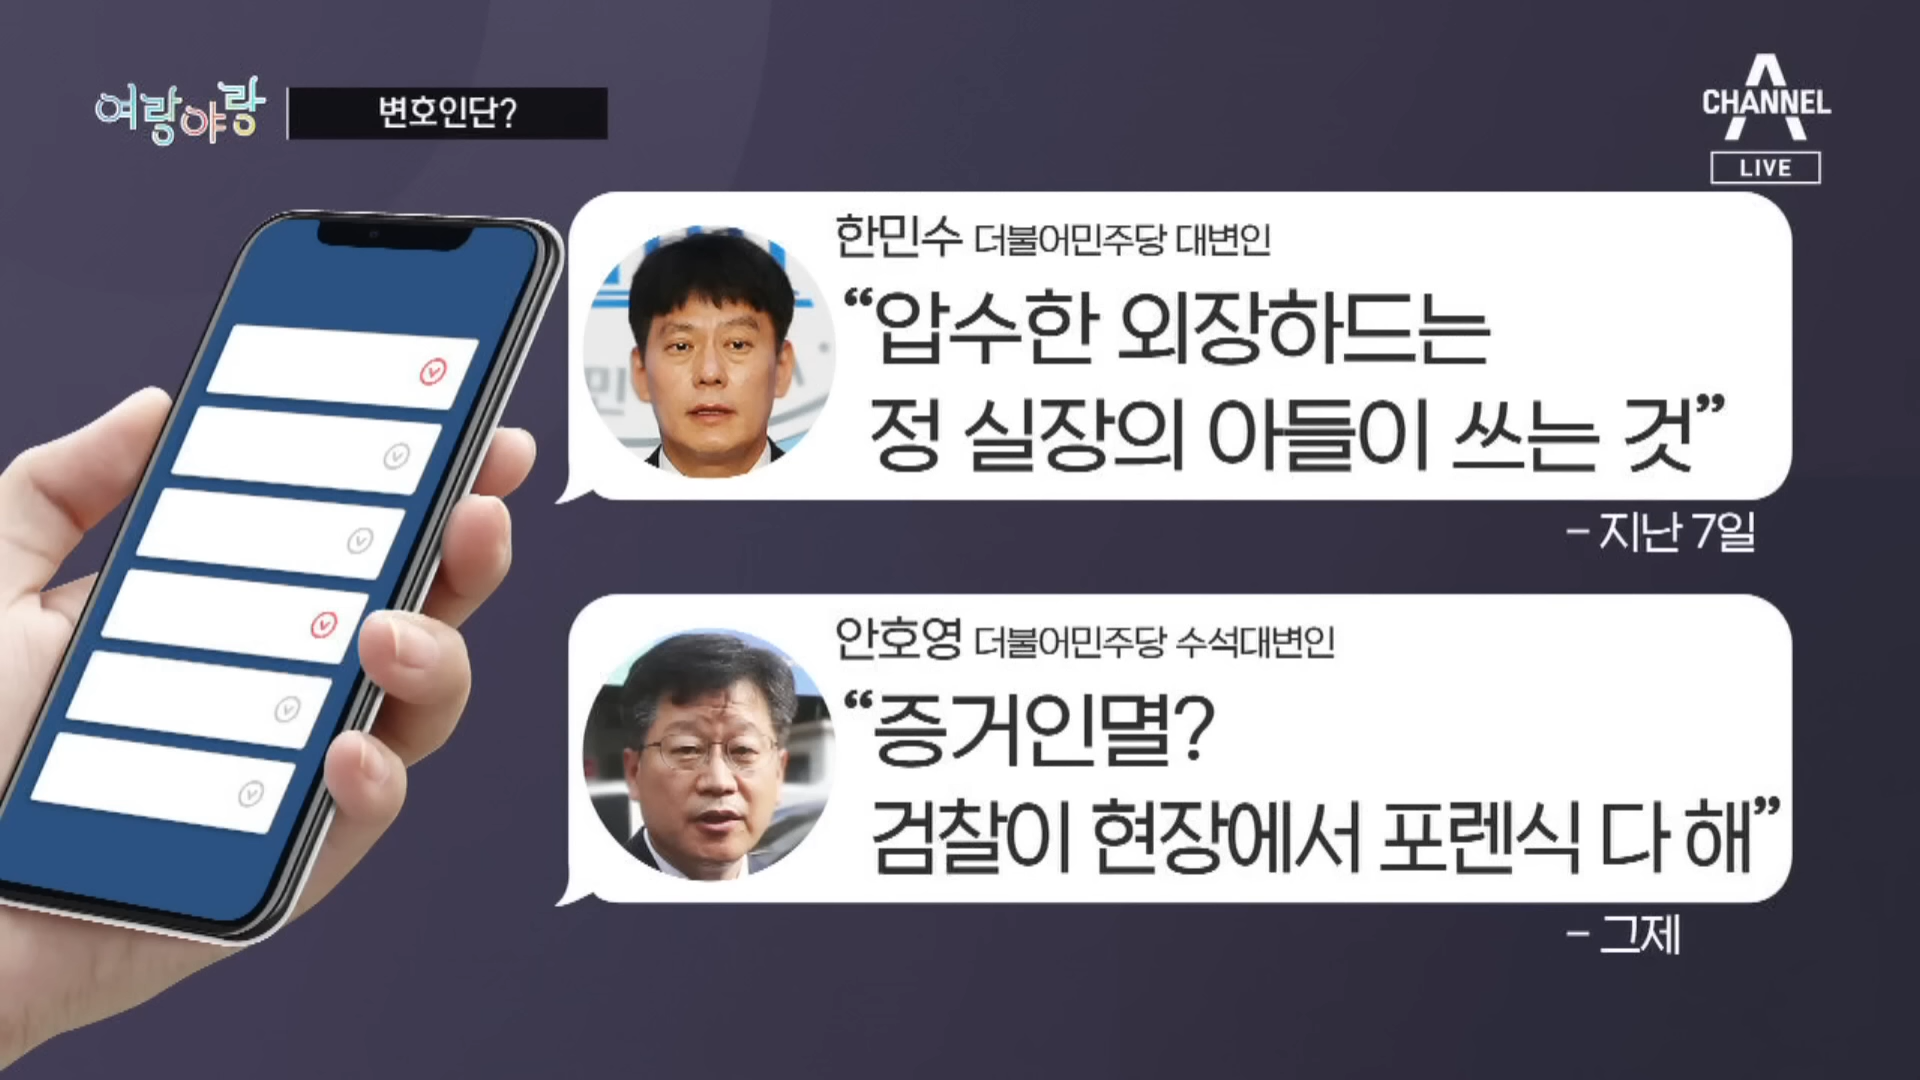 여랑야랑
변호인단?
CHANNEL A
LIVE
한민수 더불어민주당 대변인
“압수한 외장하드는
정 실장의 아들이 쓰는 것”
– 지난 7일
안호영 더불어민주당 수석대변인
“증거인멸?
검찰이 현장에서 포렌식 다 해”
– 그제
민